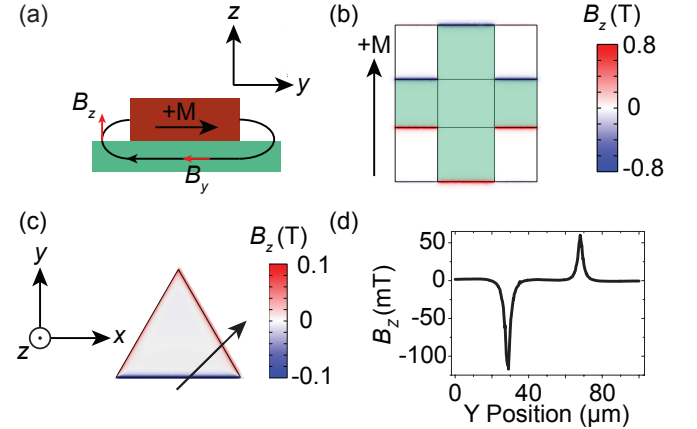 (a)
z
y
+M
B_z
B_y
(b)
+M
B_z (T)
0.8
0
-0.8
(c)
y
z
x
B_z (T)
0.1
0
-0.1
(d)
50
0
-50
-100
B_z (mT)
0
40
80
Y Position (μm)